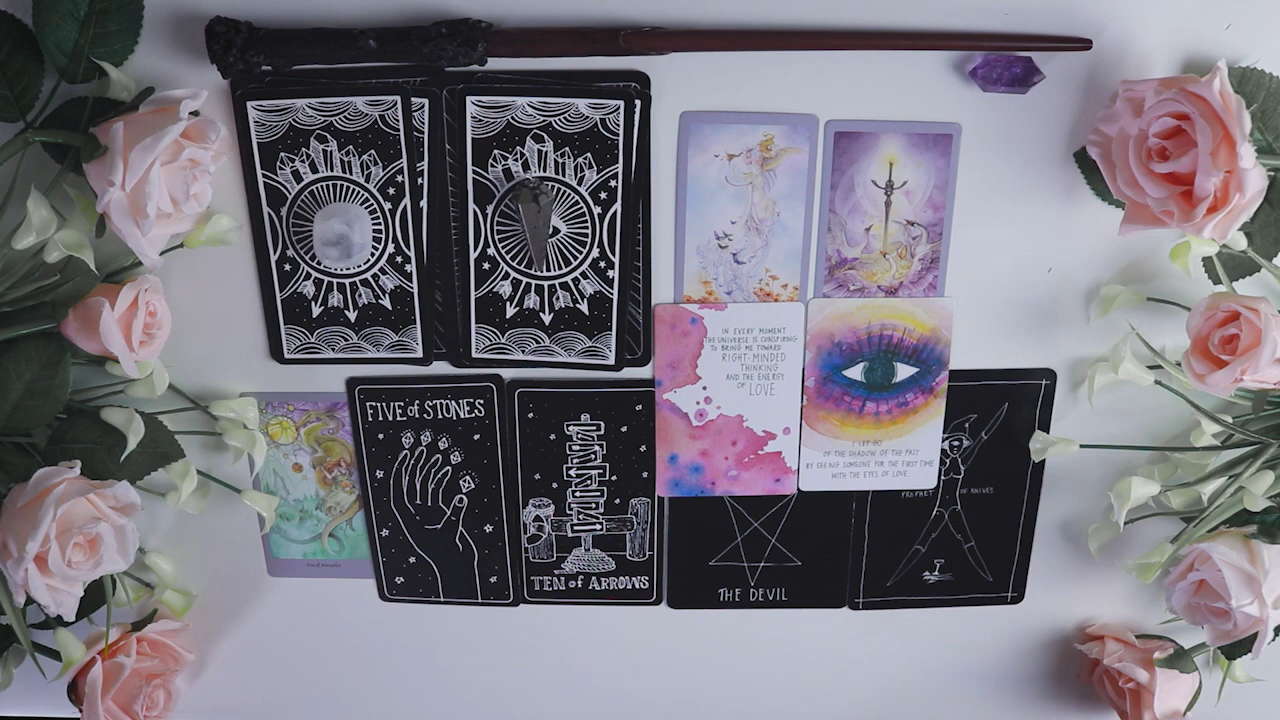 IN EVERY MOMENT
THE UNIVERSE IS CONSPIRING
TO BRING ME TOWARD
RIGHT-MINDED
THINKING
AND THE ENERGY
OF LOVE.
I LET GO
OF THE SHADOW OF THE PAST
BY SEEING SOMEONE FOR THE FIRST TIME
WITH THE EYES OF LOVE.
FIVE of STONES
TEN of ARROWS
THE DEVIL
PROPHET OF KNIVES